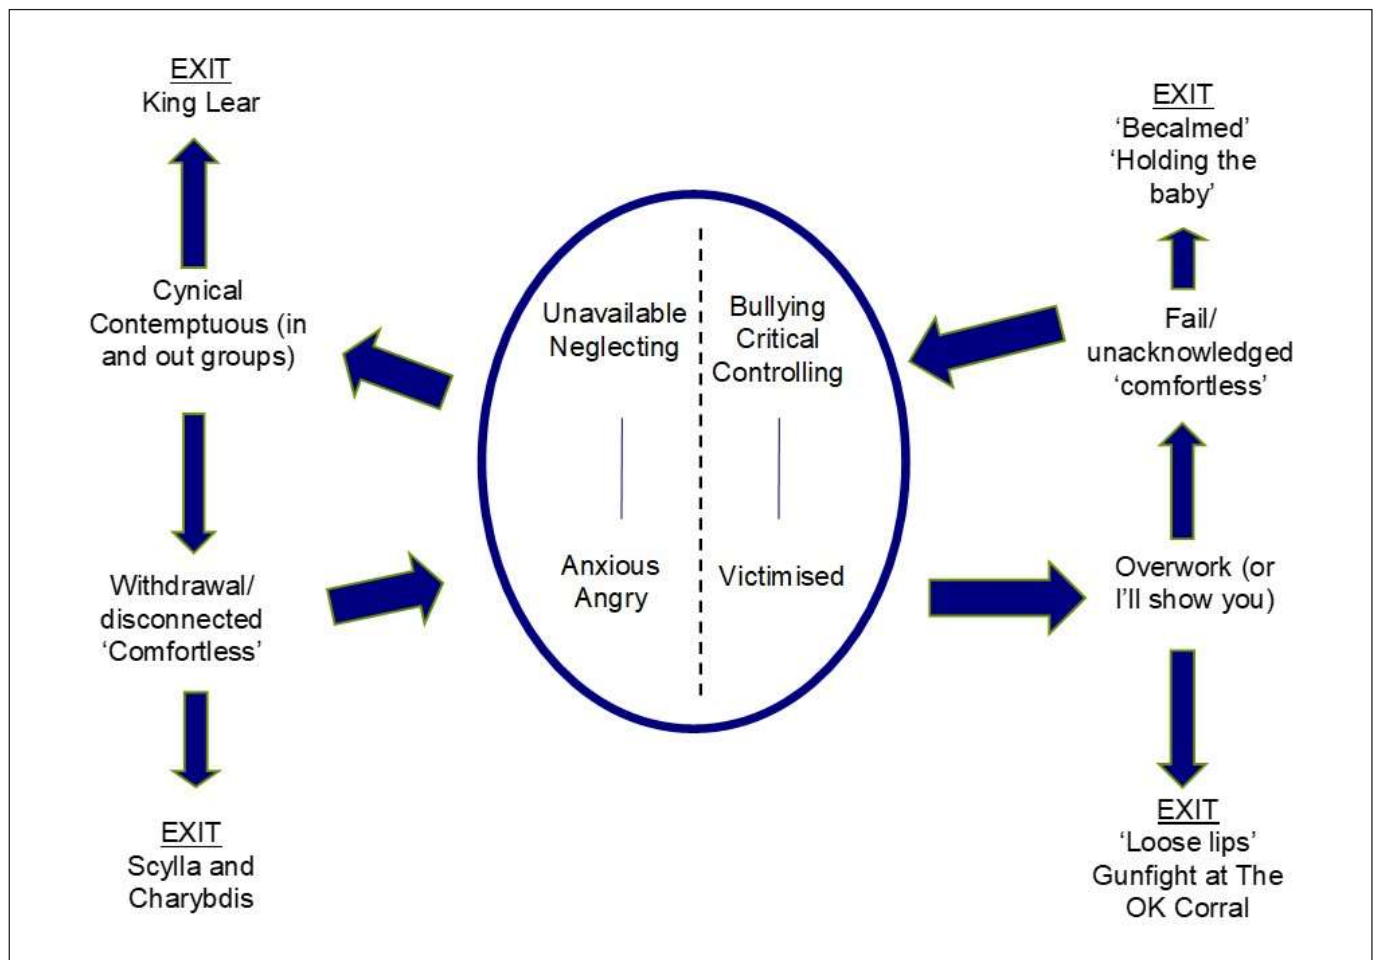 EXIT
King Lear
EXIT
‘Becalmed’
‘Holding the
baby’
Cynical
Contemptuous (in
and out groups)
Unavailable
Neglecting
Bullying
Critical
Controlling
Fail/
unacknowledged
‘comfortless’
Withdrawal/
disconnected
‘Comfortless’
Anxious
Angry
Victimised
Overwork (or
I’ll show you)
EXIT
Scylla and
Charybdis
EXIT
‘Loose lips’
Gunfight at The
OK Corral